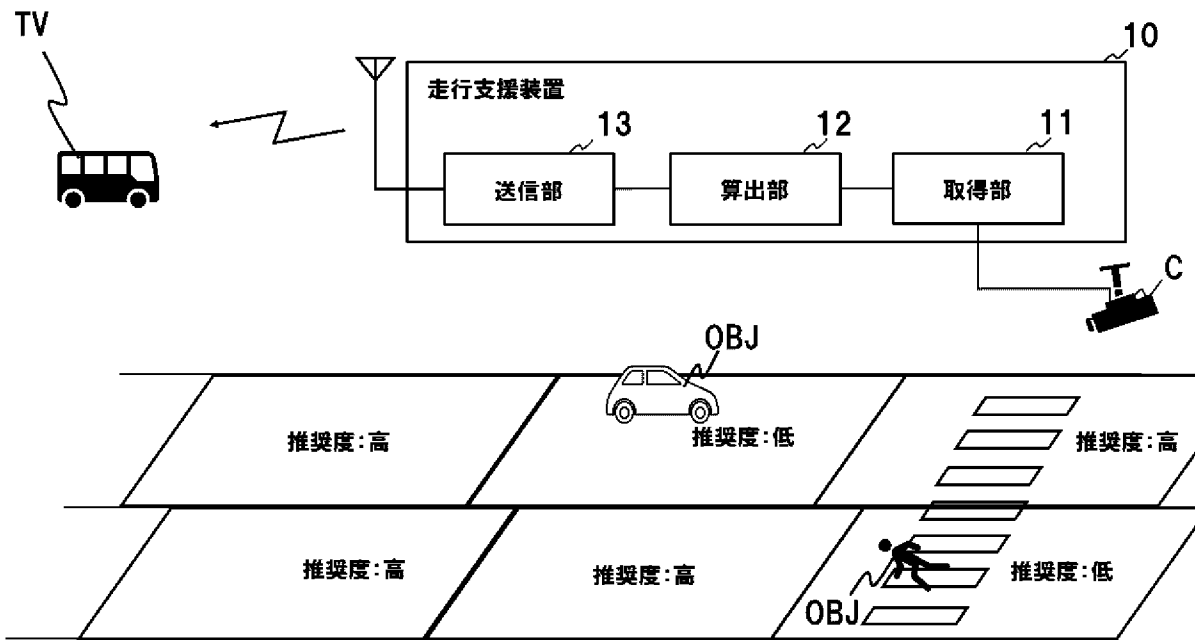 TV
10
走行支援装置
13
12
11
送信部
算出部
取得部
C
OBJ
推奨度:高
推奨度:低
推奨度:高
推奨度:高
推奨度:高
推奨度:低
OBJ